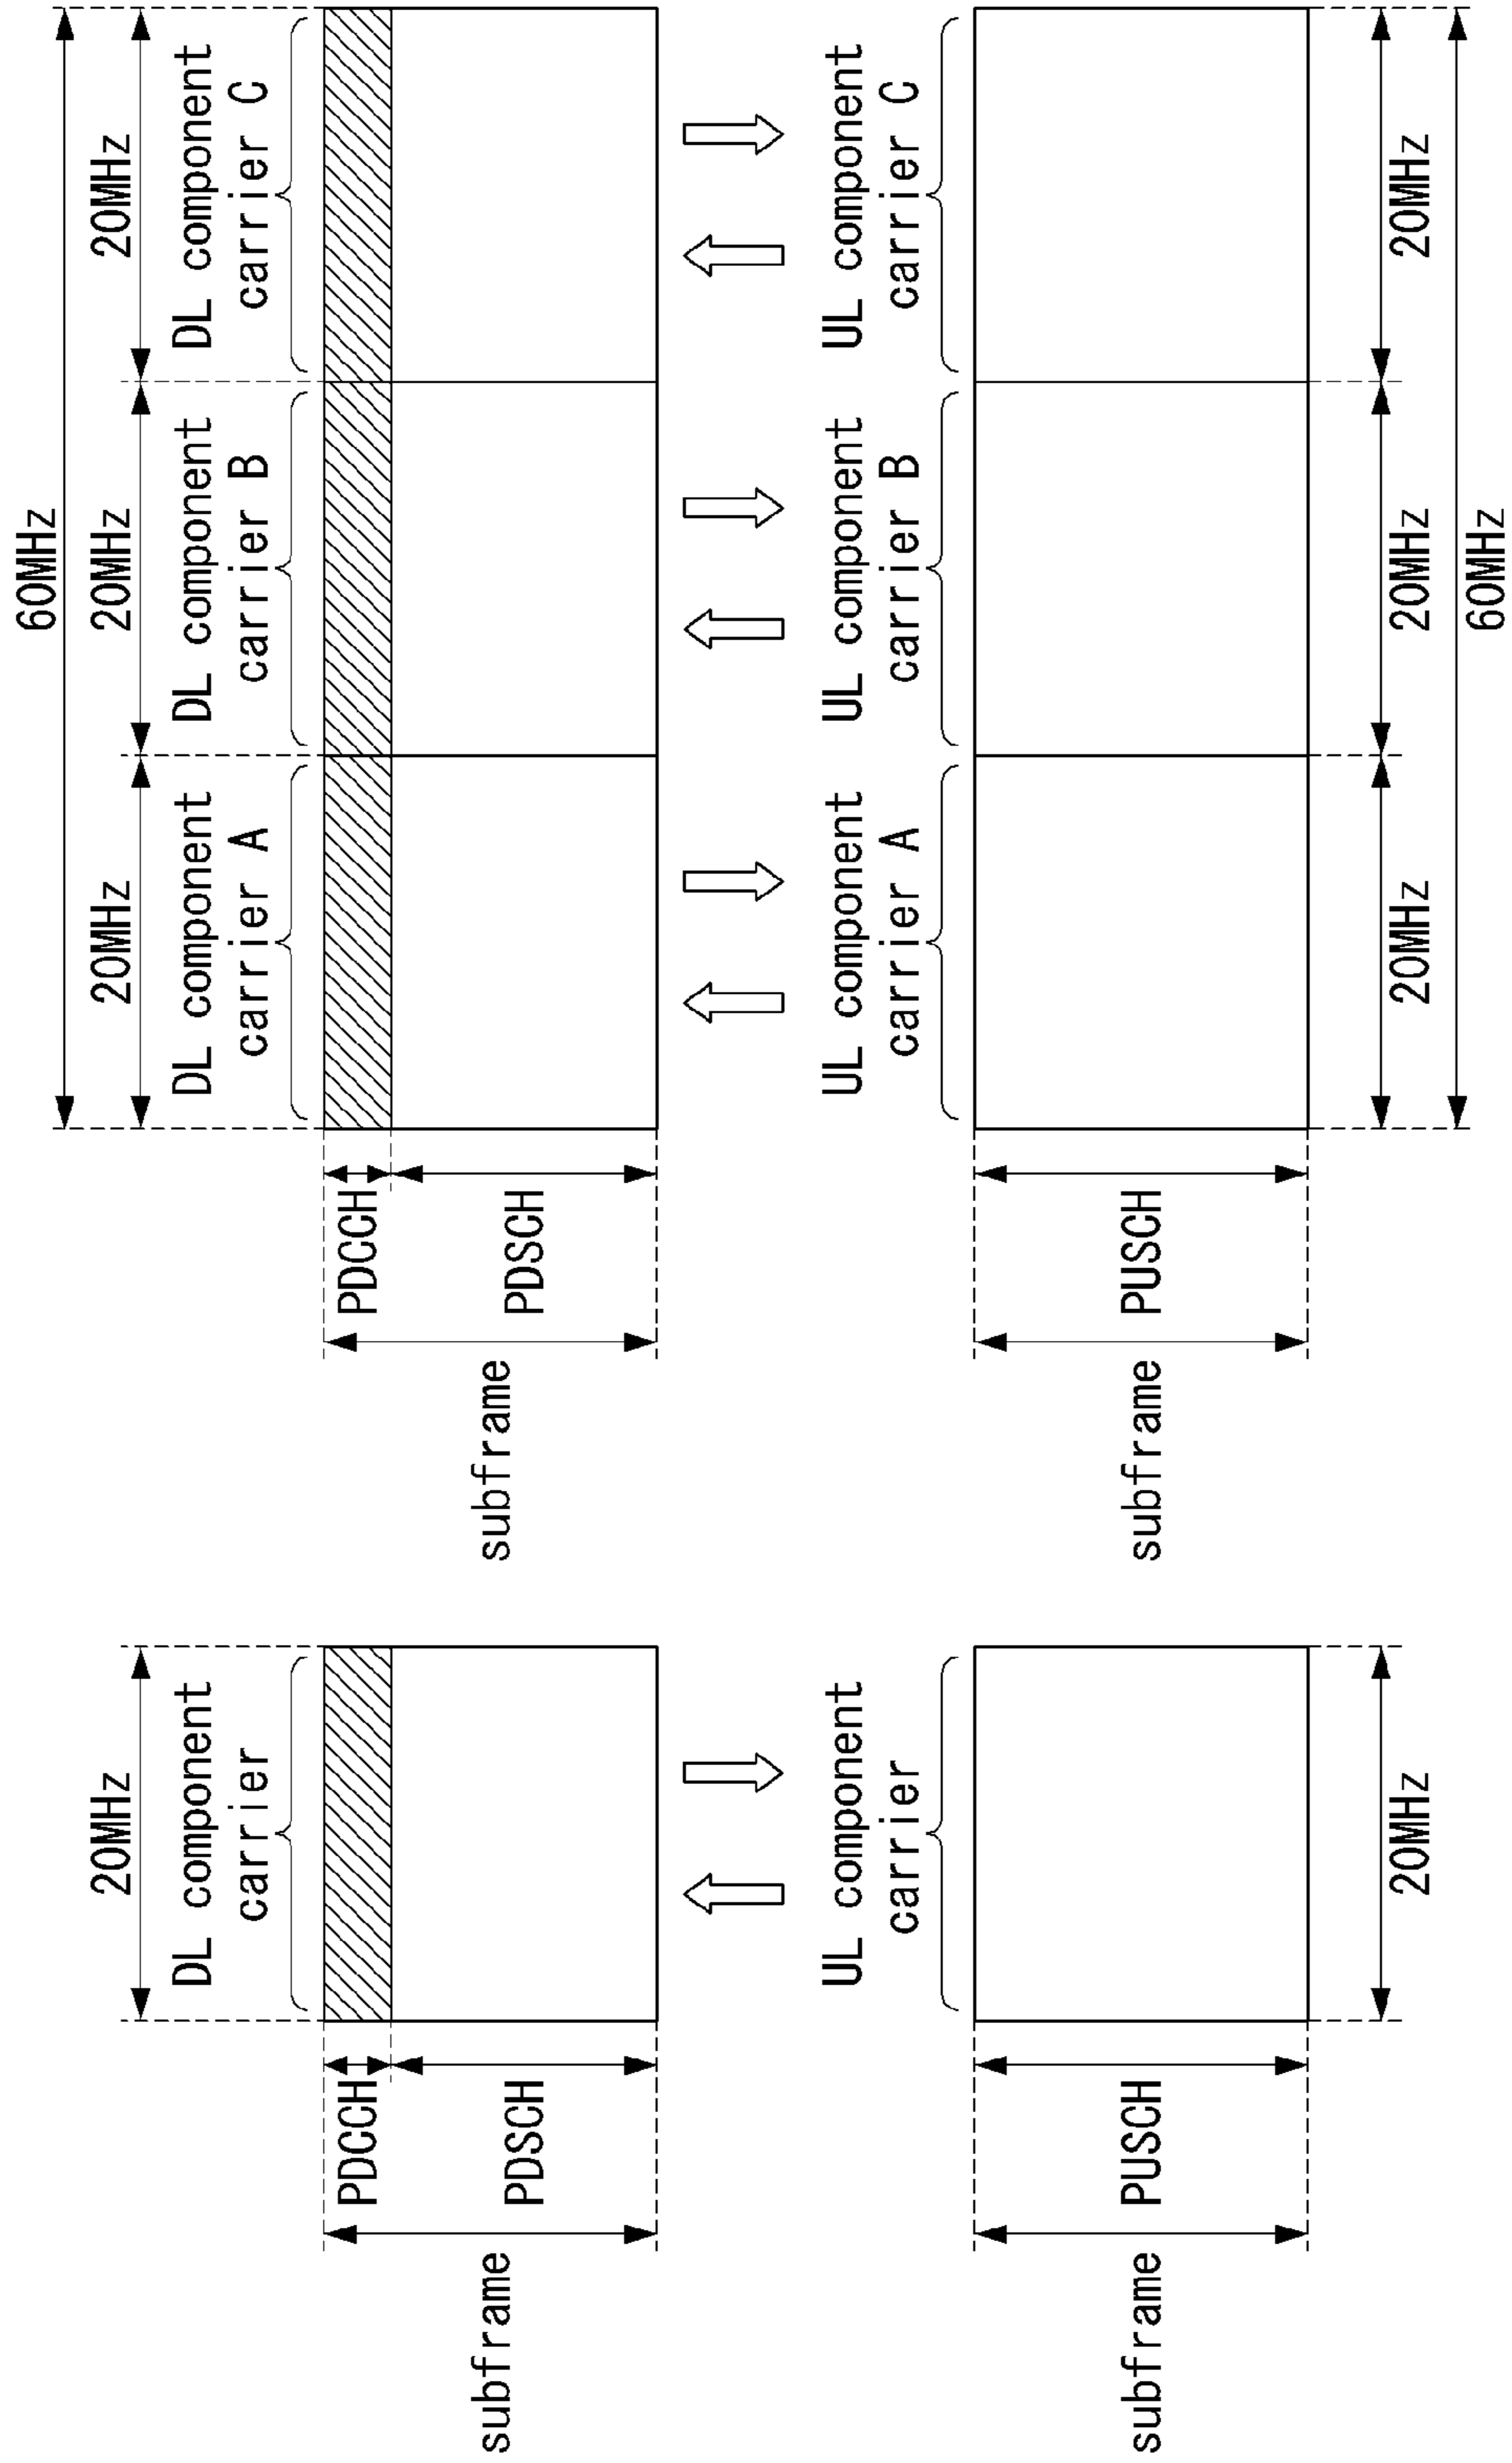 20MHz
DL component
carrier
PDCCH
subframe
PDSCH
UL component
carrier
subframe
PUSCH
20MHz
60MHz
20MHz
20MHz
20MHz
DL component
carrier A
DL component
carrier B
DL component
carrier C
PDCCH
subframe
PDSCH
UL component
carrier A
UL component
carrier B
UL component
carrier C
subframe
PUSCH
20MHz
20MHz
20MHz
60MHz